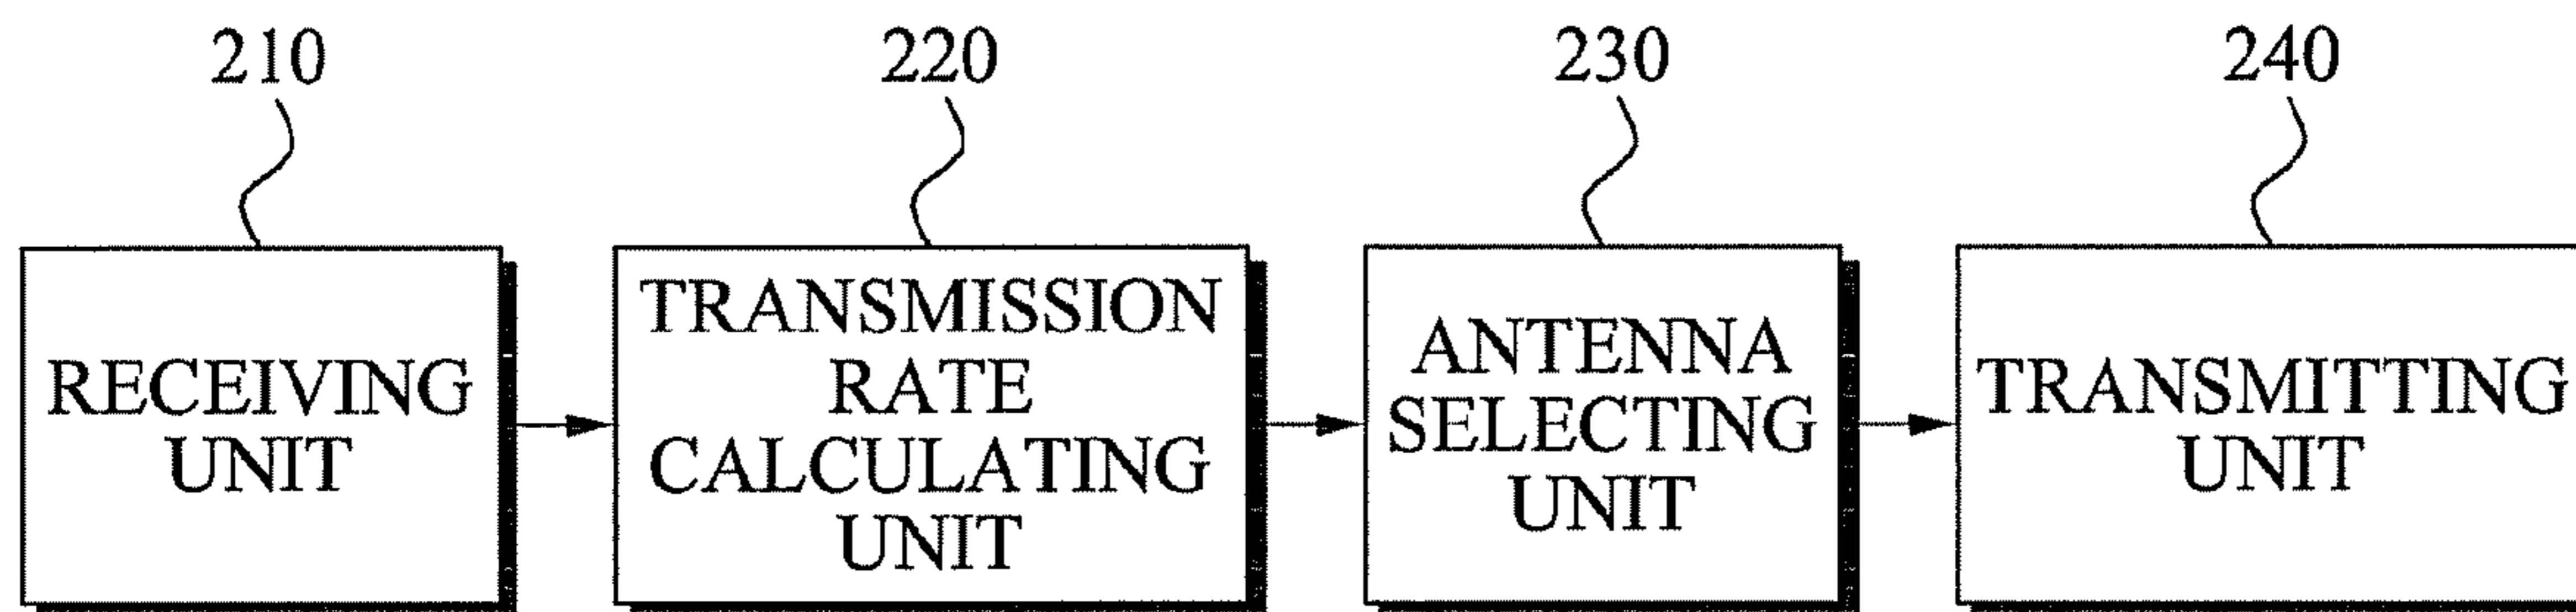 210
220
230
240
RECEIVING
UNIT
TRANSMISSION
RATE
CALCULATING
UNIT
ANTENNA
SELECTING
UNIT
TRANSMITTING
UNIT